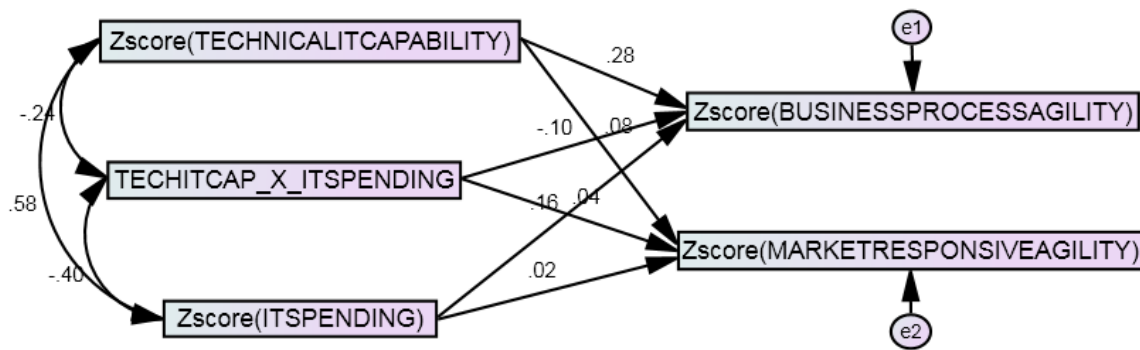 e1
Zscore(TECHNICALITCAPABILITY)
.28
Zscore(BUSINESSPROCESSAGILITY)
-.24
-.10
.08
TECHITCAP_X_ITSPENDING
.58
.16
.04
Zscore(MARKETRESPONSIVEAGILITY)
-.40
.02
Zscore(ITSPENDING)
e2